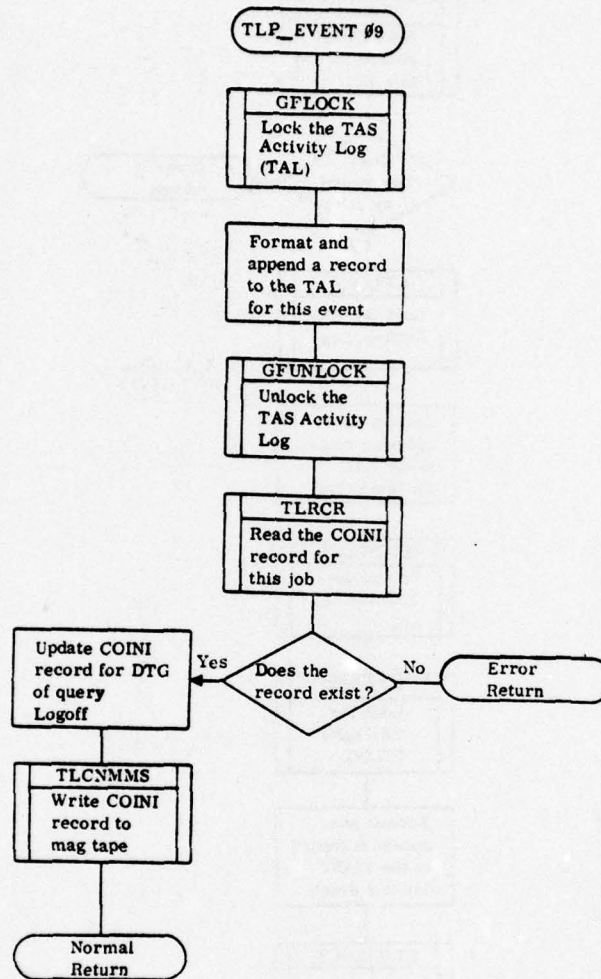 TLP_EVENT Ø9
GFLOCK
Lock the TAS
Activity Log
(TAL)
Format and
append a record
to the TAL
for this event
GFUNLOCK
Unlock the
TAS Activity
Log
TLRCR
Read the COINI
record for
this job
Does the
record exist?
Yes
No
Error
Return
Update COINI
record for DTG
of query
Logoff
TLCNMMS
Write COINI
record to
mag tape
Normal
Return